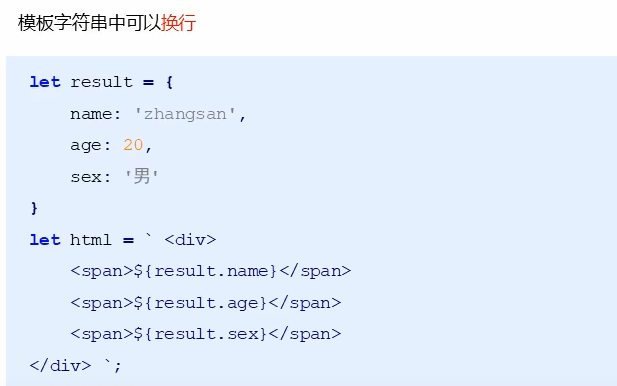 模板字符串中可以换行
let result = {
    name: 'zhangsan',
    age: 20,
    sex: '男'
}
let html = ` <div>
    <span>${result.name}</span>
    <span>${result.age}</span>
    <span>${result.sex}</span>
</div> `;